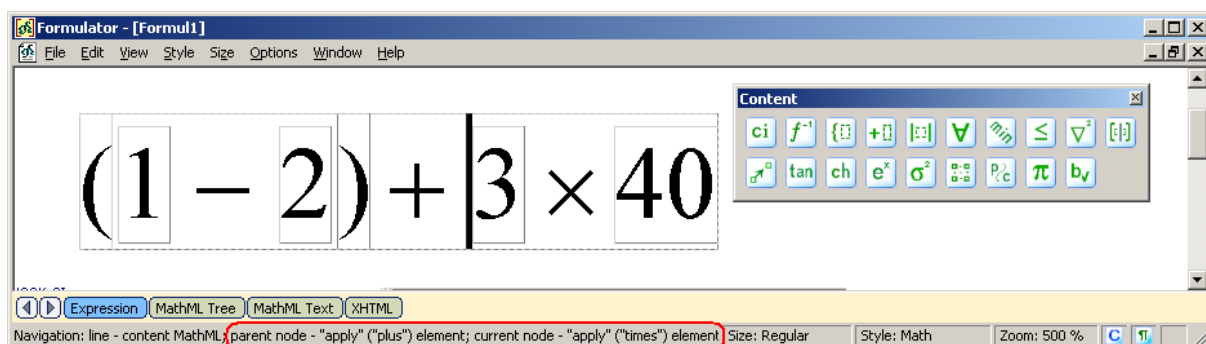 Formulator - [Formul1]
File Edit View Style Size Options Window Help
Content
(1 − 2) + 3 × 40
ci f⁻¹ {[] +[] |[]| ∀ min ≤ ∇² [[]]
tan ch eˣ σ² P/c π b√
Expression MathML Tree MathML Text XHTML
Navigation: line - content MathML; parent node - "apply" ("plus") element; current node - "apply" ("times") element Size: Regular Style: Math Zoom: 500 % C ¶